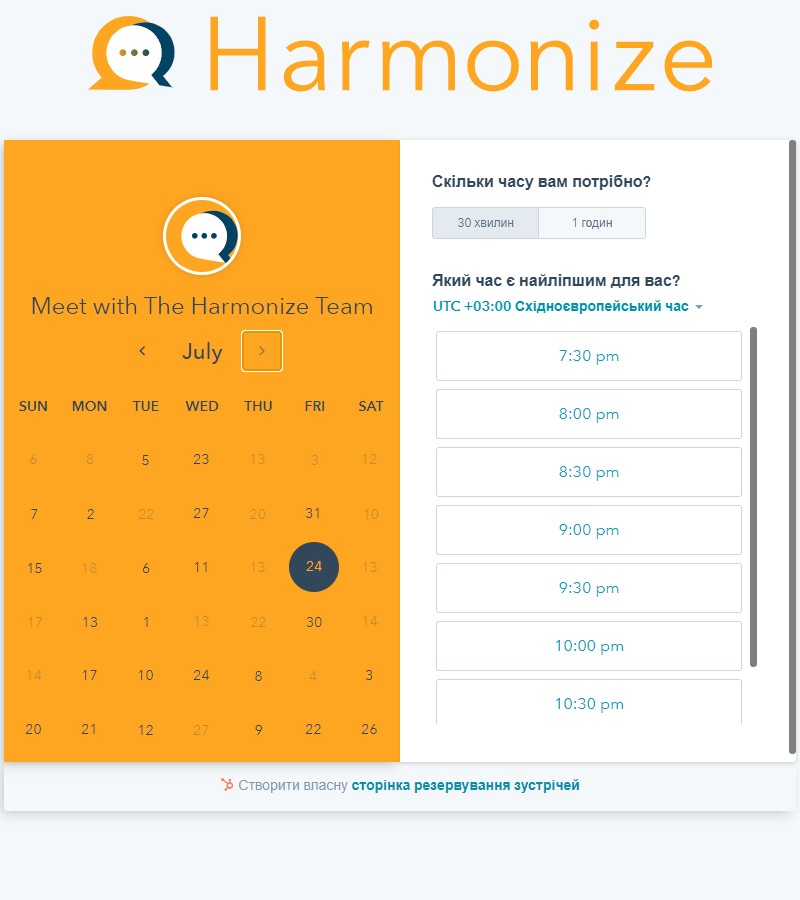 Harmonize
Meet with The Harmonize Team
July
SUN MON TUE WED THU FRI SAT
6 8 5 23 13 3 12
7 2 22 27 20 31 10
15 18 6 11 13 24 13
17 13 1 13 22 30 14
14 17 10 24 8 4 3
20 21 12 27 9 22 26
Скільки часу вам потрібно?
30 хвилин 1 годин
Який час є найліпшим для вас?
UTC +03:00 Східноєвропейський час
7:30 pm
8:00 pm
8:30 pm
9:00 pm
9:30 pm
10:00 pm
10:30 pm
Створити власну сторінка резервування зустрічей